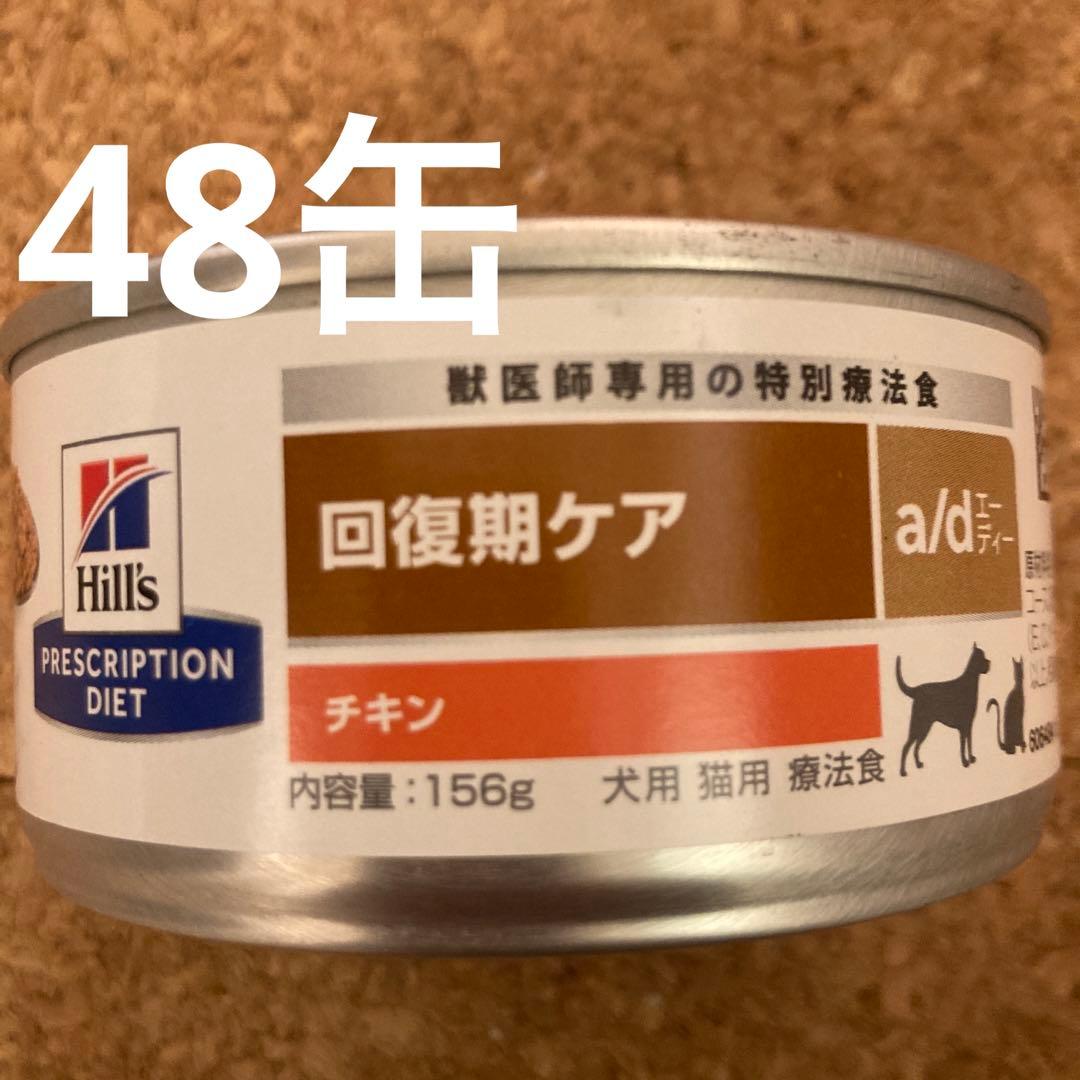 48缶
獣医師専用の特別療法食
回復期ケア
a/d エーディー
Hill's
PRESCRIPTION
DIET
チキン
内容量:156g 犬用 猫用 療法食